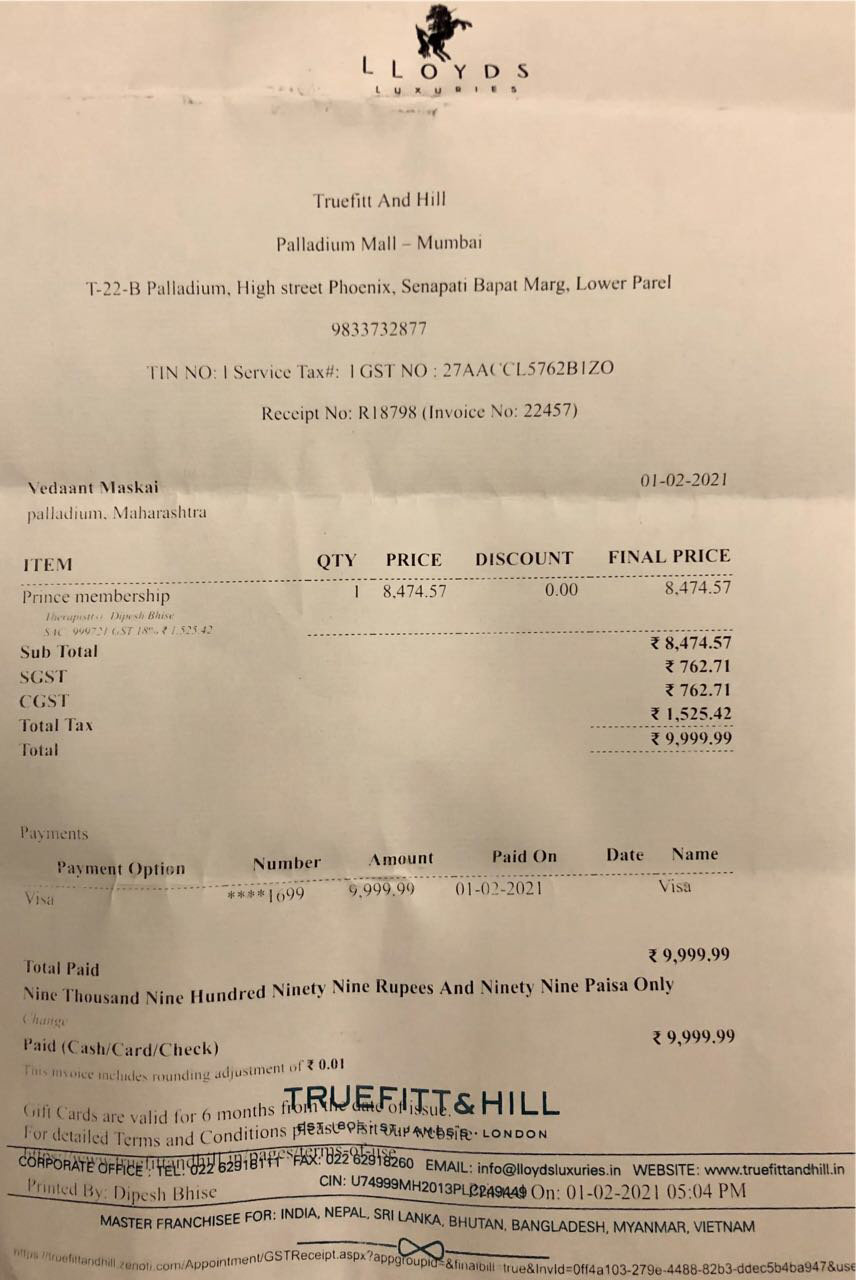 LLOYDS
LUXURIES
Truefitt And Hill
Palladium Mall – Mumbai
T-22-B Palladium, High street Phoenix, Senapati Bapat Marg, Lower Parel
9833732877
TIN NO: | Service Tax#: | GST NO : 27AACCL5762B1ZO
Receipt No: R18798 (Invoice No: 22457)
Vedaant Maskai 01-02-2021
palladium, Maharashtra
ITEM QTY PRICE DISCOUNT FINAL PRICE
Prince membership 1 8,474.57 0.00 8,474.57
Therapist(s): Dipesh Bhise
SAC 999721 GST 18% ₹ 1,525.42
Sub Total ₹ 8,474.57
SGST ₹ 762.71
CGST ₹ 762.71
Total Tax ₹ 1,525.42
Total ₹ 9,999.99
Payments
Payment Option Number Amount Paid On Date Name
Visa ****1699 9,999.99 01-02-2021 Visa
Total Paid ₹ 9,999.99
Nine Thousand Nine Hundred Ninety Nine Rupees And Ninety Nine Paisa Only
Change
Paid (Cash/Card/Check) ₹ 9,999.99
This invoice includes rounding adjustment of ₹ 0.01
TRUEFITT & HILL
Gift Cards are valid for 6 months from the date of issue.
For detailed Terms and Conditions please visit our website
LONDON
CORPORATE OFFICE : TEL: 022 62918111 FAX: 022 62918260 EMAIL: info@lloydsluxuries.in WEBSITE: www.truefittandhill.in
CIN: U74999MH2013PLC249449
Printed By: Dipesh Bhise On: 01-02-2021 05:04 PM
MASTER FRANCHISEE FOR: INDIA, NEPAL, SRI LANKA, BHUTAN, BANGLADESH, MYANMAR, VIETNAM
https://truefittandhill.zenoti.com/Appointment/GSTReceipt.aspx?appgroupid=&finalbill=true&InvId=0ff4a103-279e-4488-82b3-ddec5b4ba947&use